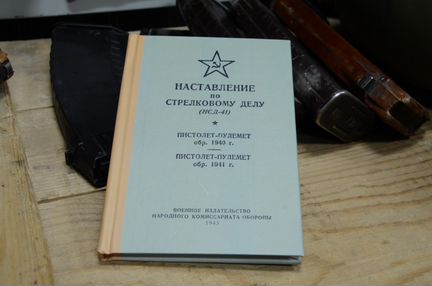 НАСТАВЛЕНИЕ
ПО
СТРЕЛКОВОМУ ДЕЛУ
(НСД-41)
ПИСТОЛЕТ-ПУЛЕМЕТ
обр. 1940 г.
ПИСТОЛЕТ-ПУЛЕМЕТ
обр. 1941 г.
ВОЕННОЕ ИЗДАТЕЛЬСТВО
НАРОДНОГО КОМИССАРИАТА ОБОРОНЫ